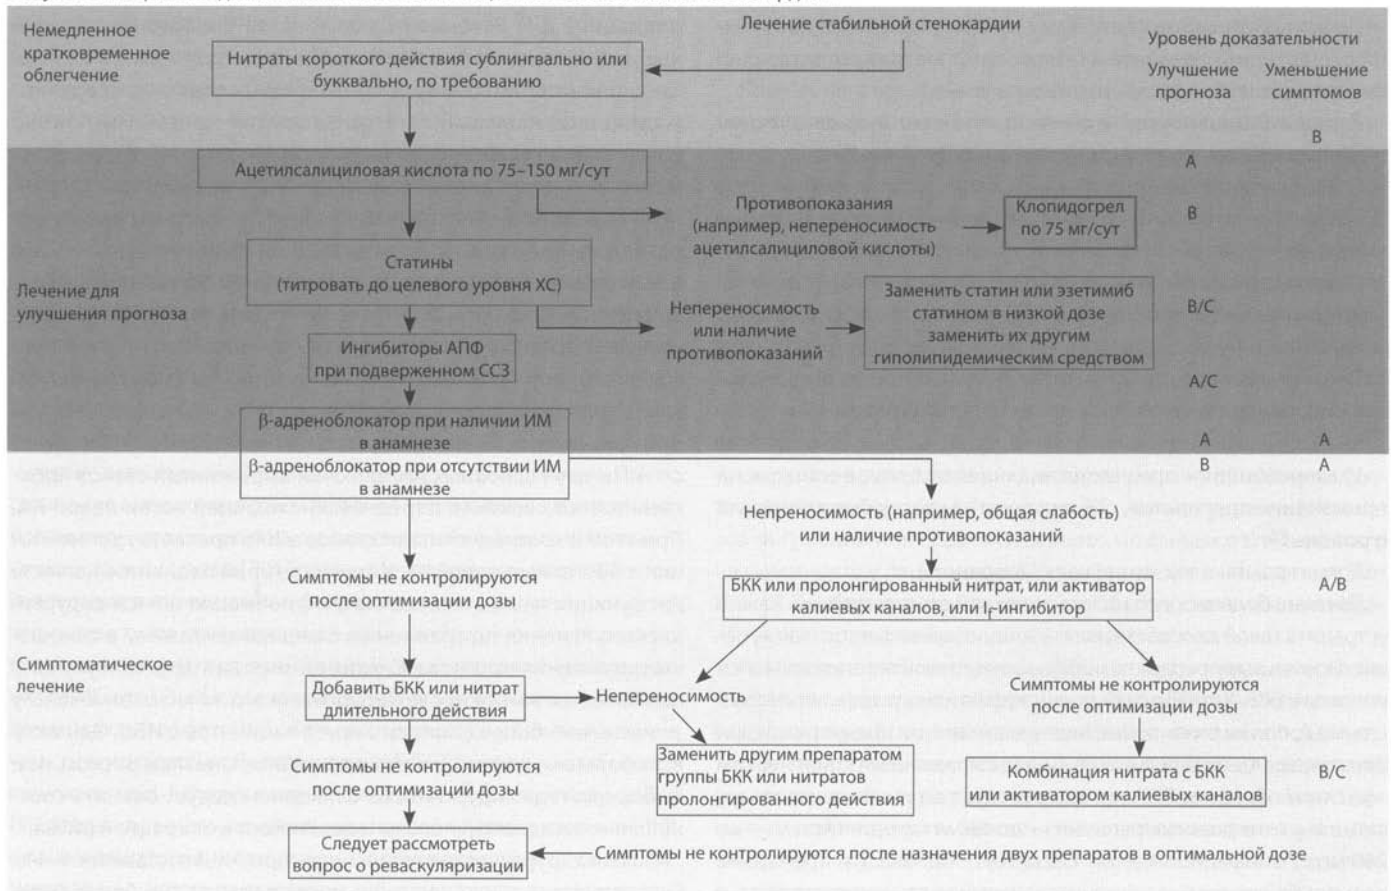 Лечение стабильной стенокардии
Немедленное
кратковременное
облегчение
Нитраты короткого действия сублингвально или
буквально, по требованию
Уровень доказательности
Улучшение
прогноза
Уменьшение
симптомов
B
Ацетилсалициловая кислота по 75–150 мг/сут
A
Противопоказания
(например, непереносимость
ацетилсалициловой кислоты)
Клопидогрел
по 75 мг/сут
B
Статины
(титровать до целевого уровня ХС)
Лечение для
улучшения прогноза
Непереносимость
или наличие
противопоказаний
Заменить статин или эзетимиб
статином в низкой дозе
заменить их другим
гиполипидемическим средством
B/C
Ингибиторы АПФ
при подверженном ССЗ
A/C
β-адреноблокатор при наличии ИМ
в анамнезе
A
A
β-адреноблокатор при отсутствии ИМ
в анамнезе
B
A
Непреносимость (например, общая слабость)
или наличие противопоказаний
Симптомы не контролируются
после оптимизации дозы
БКК или пролонгированный нитрат, или активатор
калиевых каналов, или I¦-ингибитор
A/B
Симптоматическое
лечение
Добавить БКК или нитрат
длительного действия
Непереносимость
Симптомы не контролируются
после оптимизации дозы
Симптомы не контролируются
после оптимизации дозы
Заменить другим препаратом
группы БКК или нитратов
пролонгированного действия
Комбинация нитрата с БКК
или активатором калиевых каналов
B/C
Следует рассмотреть
вопрос о реваскуляризации
Симптомы не контролируются после назначения двух препаратов в оптимальной дозе